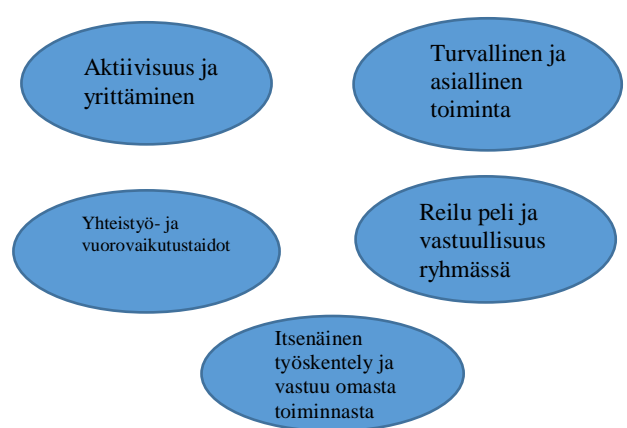 Aktiivisuus ja
yrittäminen
Turvallinen ja
asiallinen
toiminta
Yhteistyö- ja
vuorovaikutustaidot
Reilu peli ja
vastuullisuus
ryhmässä
Itsenäinen
työskentely ja
vastuu omasta
toiminnasta